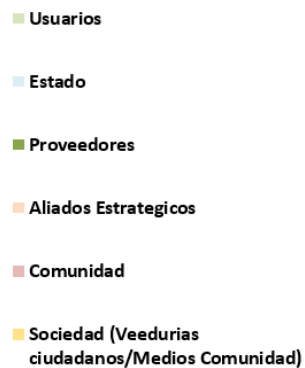 Usuarios
Estado
Proveedores
Aliados Estrategicos
Comunidad
Sociedad (Veedurias
ciudadanos/Medios Comunidad)